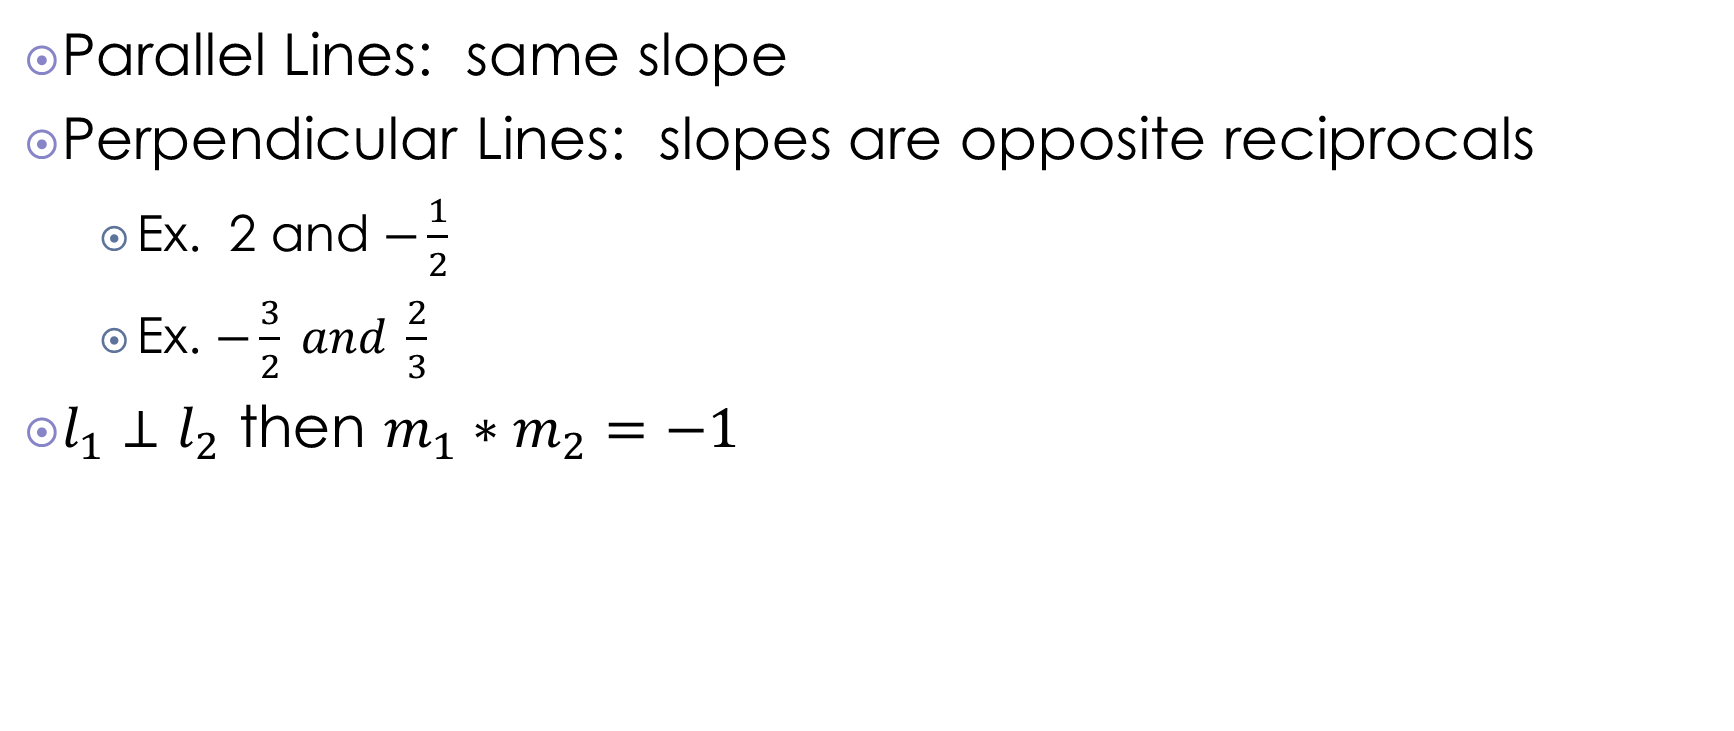 ⦿Parallel Lines:  same slope
⦿Perpendicular Lines:  slopes are opposite reciprocals
⦿Ex.  2 and −1/2
⦿Ex. −3/2 and 2/3
⦿l₁ ⊥ l₂ then m₁ ∗ m₂ = −1